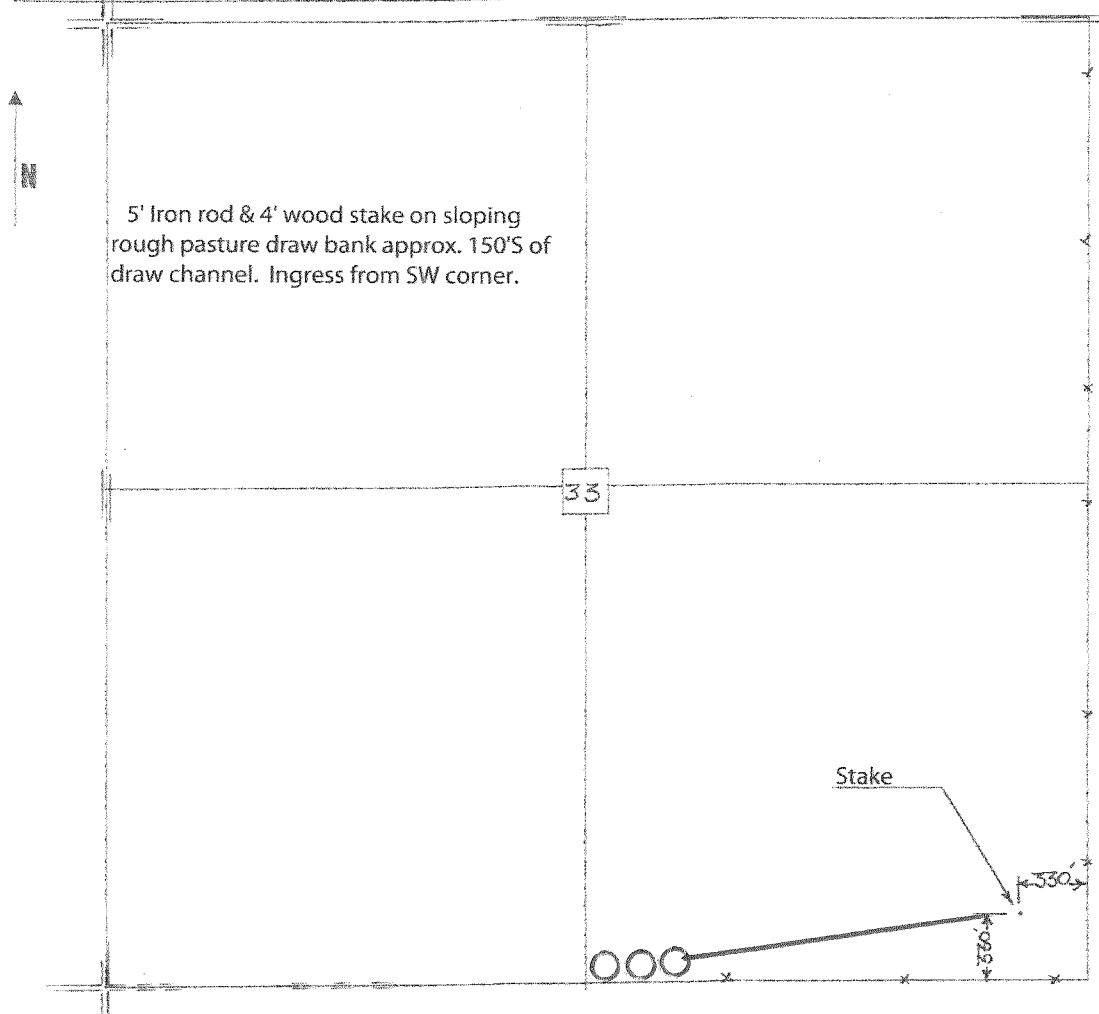 N
5' Iron rod & 4' wood stake on sloping
rough pasture draw bank approx. 150'S of
draw channel. Ingress from SW corner.
33
Stake
330'
330'